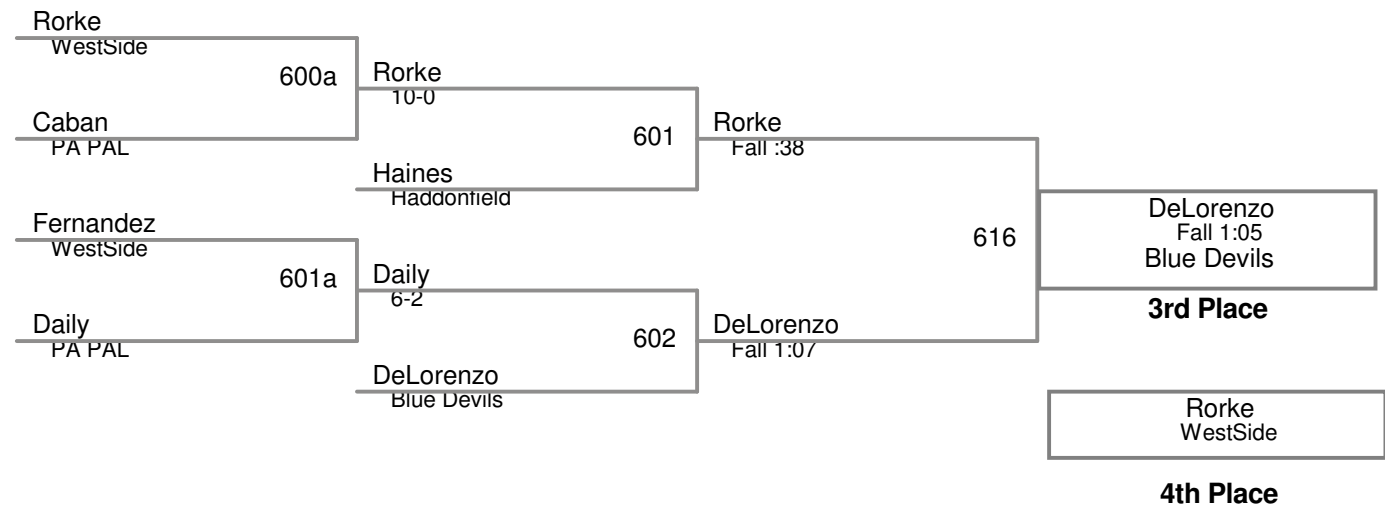 Rorke
WestSide
600a
Rorke
10-0
Caban
PA PAL
601
Rorke
Fall :38
Haines
Haddonfield
Fernandez
WestSide
616
DeLorenzo
Fall 1:05
Blue Devils
3rd Place
601a
Daily
6-2
Daily
PA PAL
602
DeLorenzo
Fall 1:07
DeLorenzo
Blue Devils
Rorke
WestSide
4th Place